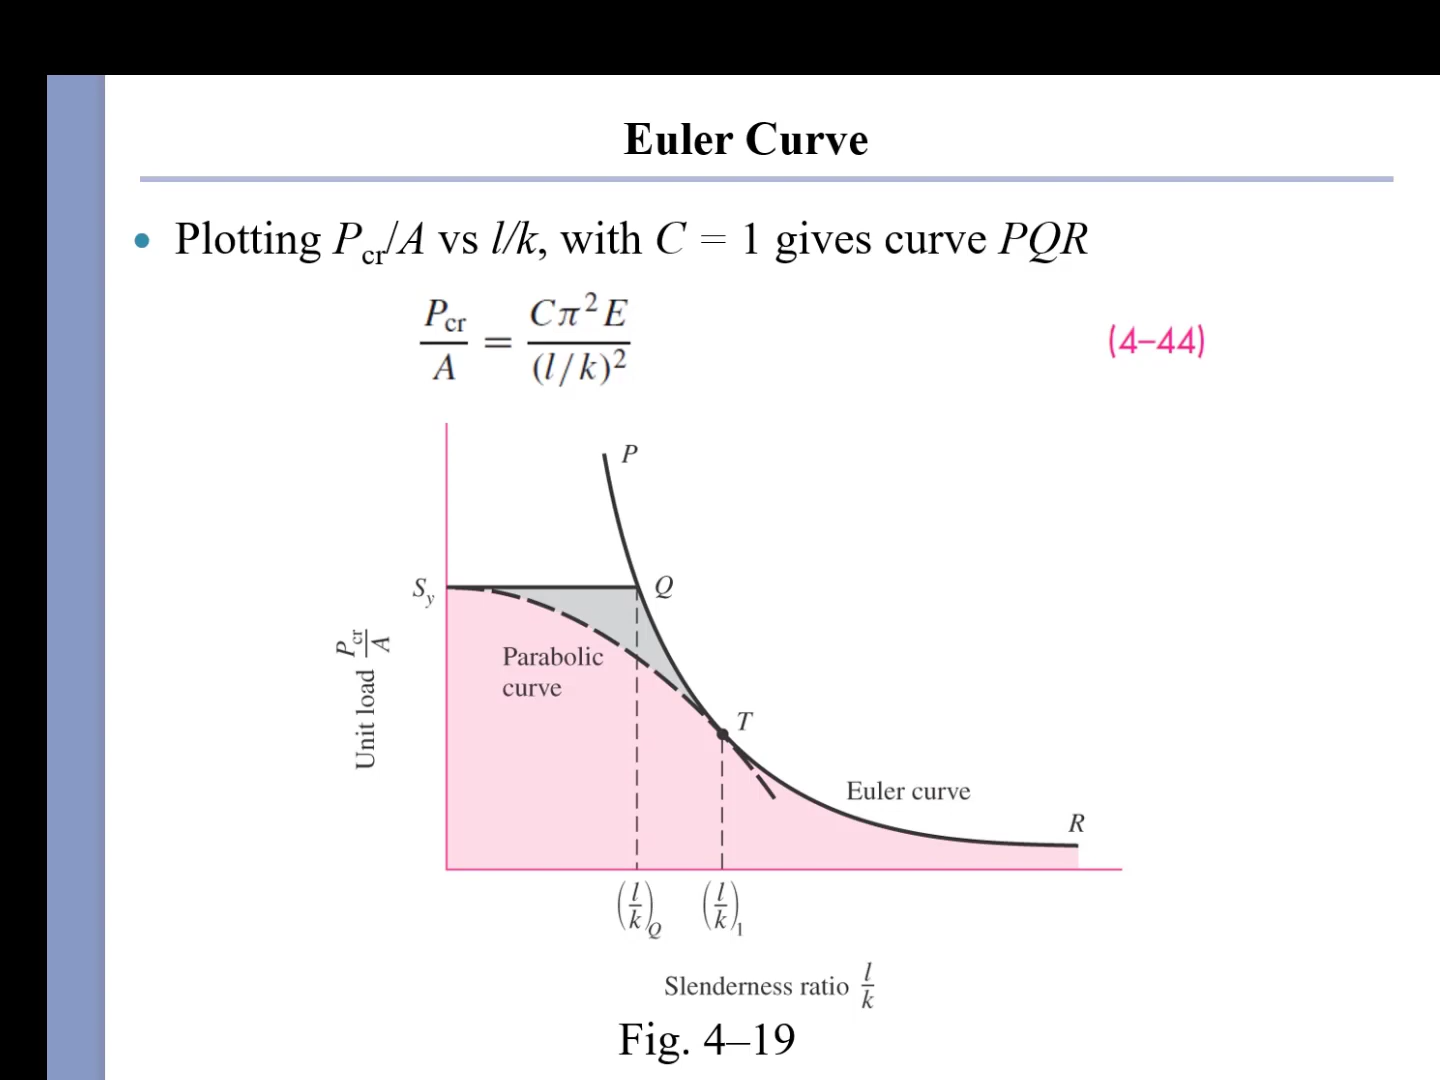 Euler Curve
• Plotting Pcr/A vs l/k, with C = 1 gives curve PQR
Pcr/A = Cπ²E/(l/k)² (4–44)
P
Sy
Q
Unit load Pcr/A
Parabolic
curve
T
Euler curve
R
(l/k)Q (l/k)1
Slenderness ratio l/k
Fig. 4–19